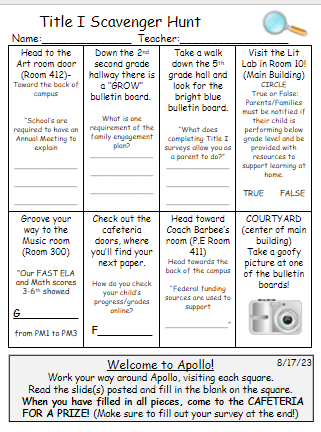 Title I Scavenger Hunt
Name:______________ Teacher:__________
Head to the
Art room door
(Room 412)-
Toward the back of
campus
"School's are
required to have an
Annual Meeting to
explain
Down the 2nd
second grade
hallway there is
a "GROW"
bulletin board.
What is one
requirement of the
family engagement
plan?
Take a walk
down the 5th
grade hall and
look for the
bright blue
bulletin board.
"What does
completing Title I
surveys allow you as
a parent to do?"
Visit the Lit
Lab in Room 10!
(Main Building)
CIRCLE
True or False:
Parents/Families
must be notified if
their child is
performing below
grade level and be
provided with
resources to
support learning at
home.
TRUE FALSE
Groove your
way to the
Music room
(Room 300)
"Our FAST ELA
and Math scores
3-6th showed
G__________
from PM1 to PM3
Check out the
cafeteria
doors, where
you'll find your
next paper.
How do you check
your child's
progress/grades
online?
F__________
Head toward
Coach Barbee's
room (P.E Room
411)
Head towards the
back of the campus
"Federal funding
sources are used to
support
__________."
COURTYARD
(center of main
building)
Take a goofy
picture at one
of the bulletin
boards!
Welcome to Apollo! 8/17/23
Work your way around Apollo, visiting each square.
Read the slide(s) posted and fill in the blank on the square.
When you have filled in all pieces, come to the CAFETERIA
FOR A PRIZE! (Make sure to fill out your survey at the end!)